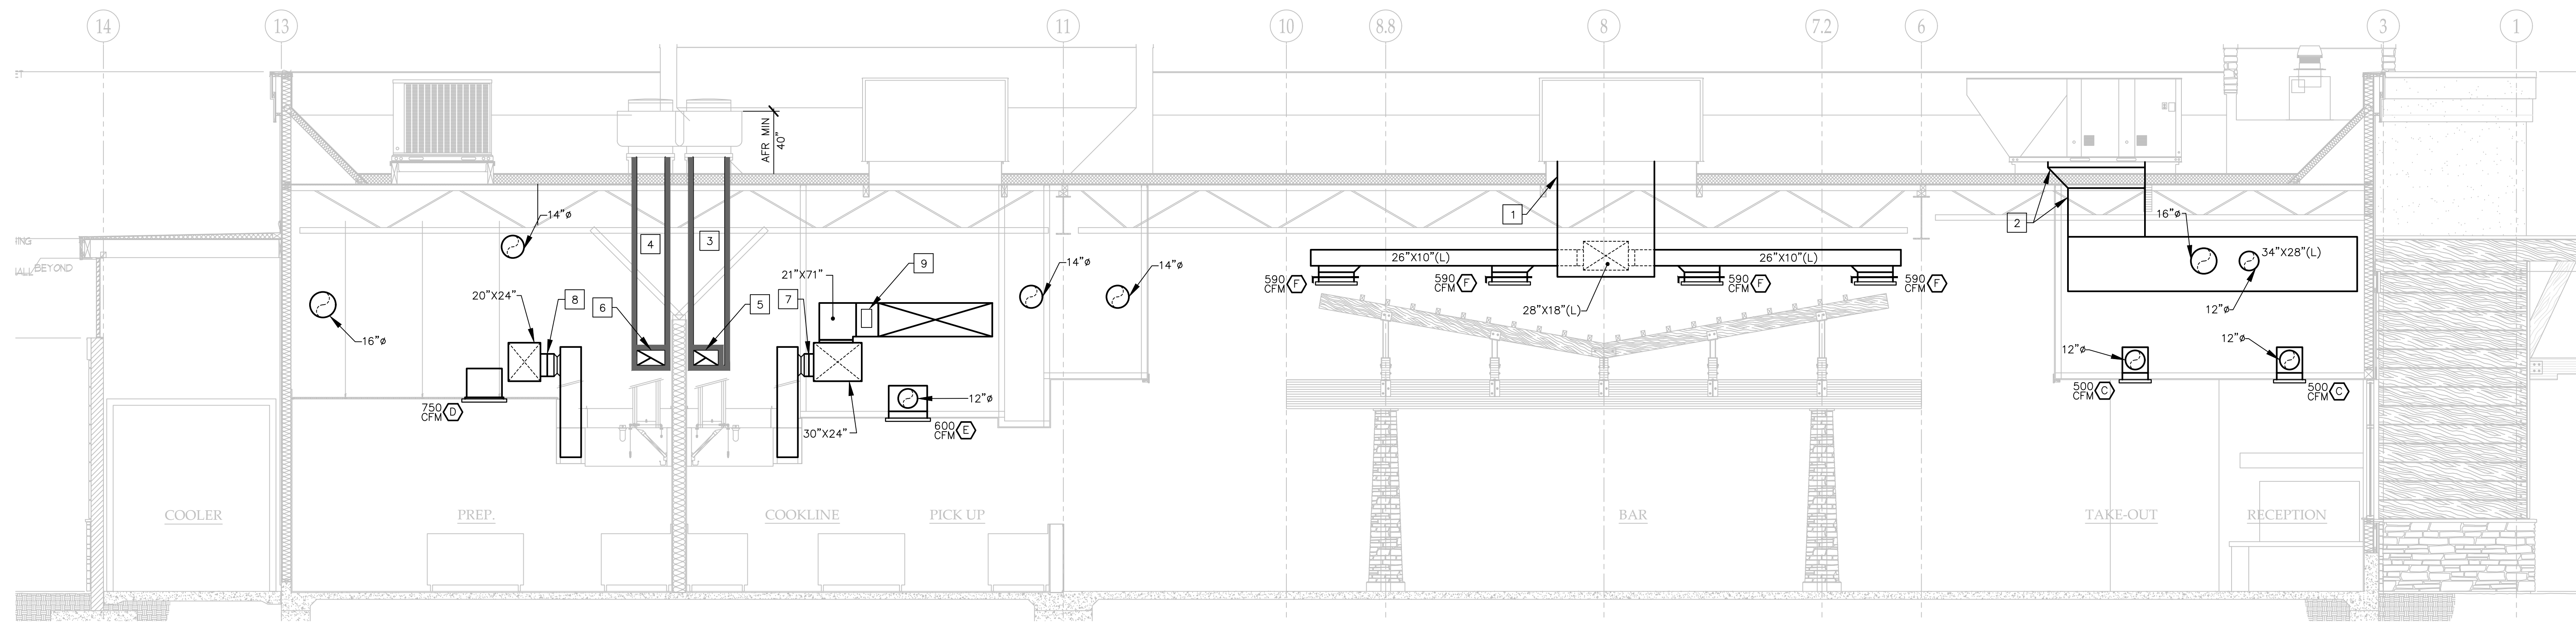 14
13
11
10
8.8
8
7.2
6
3
1
AFR MIN
40"
14"ø
4
3
1
2
16"ø
34"X28"(L)
12"ø
BEYOND
16"ø
20"X24"
8
6
5
7
21"X71"
9
14"ø
14"ø
26"X10"(L)
26"X10"(L)
590
CFM
F
590
CFM
F
590
CFM
F
590
CFM
F
28"X18"(L)
750
CFM
D
30"X24"
12"ø
600
CFM
E
12"ø
500
CFM
C
12"ø
500
CFM
C
COOLER
PREP.
COOKLINE
PICK UP
BAR
TAKE-OUT
RECEPTION